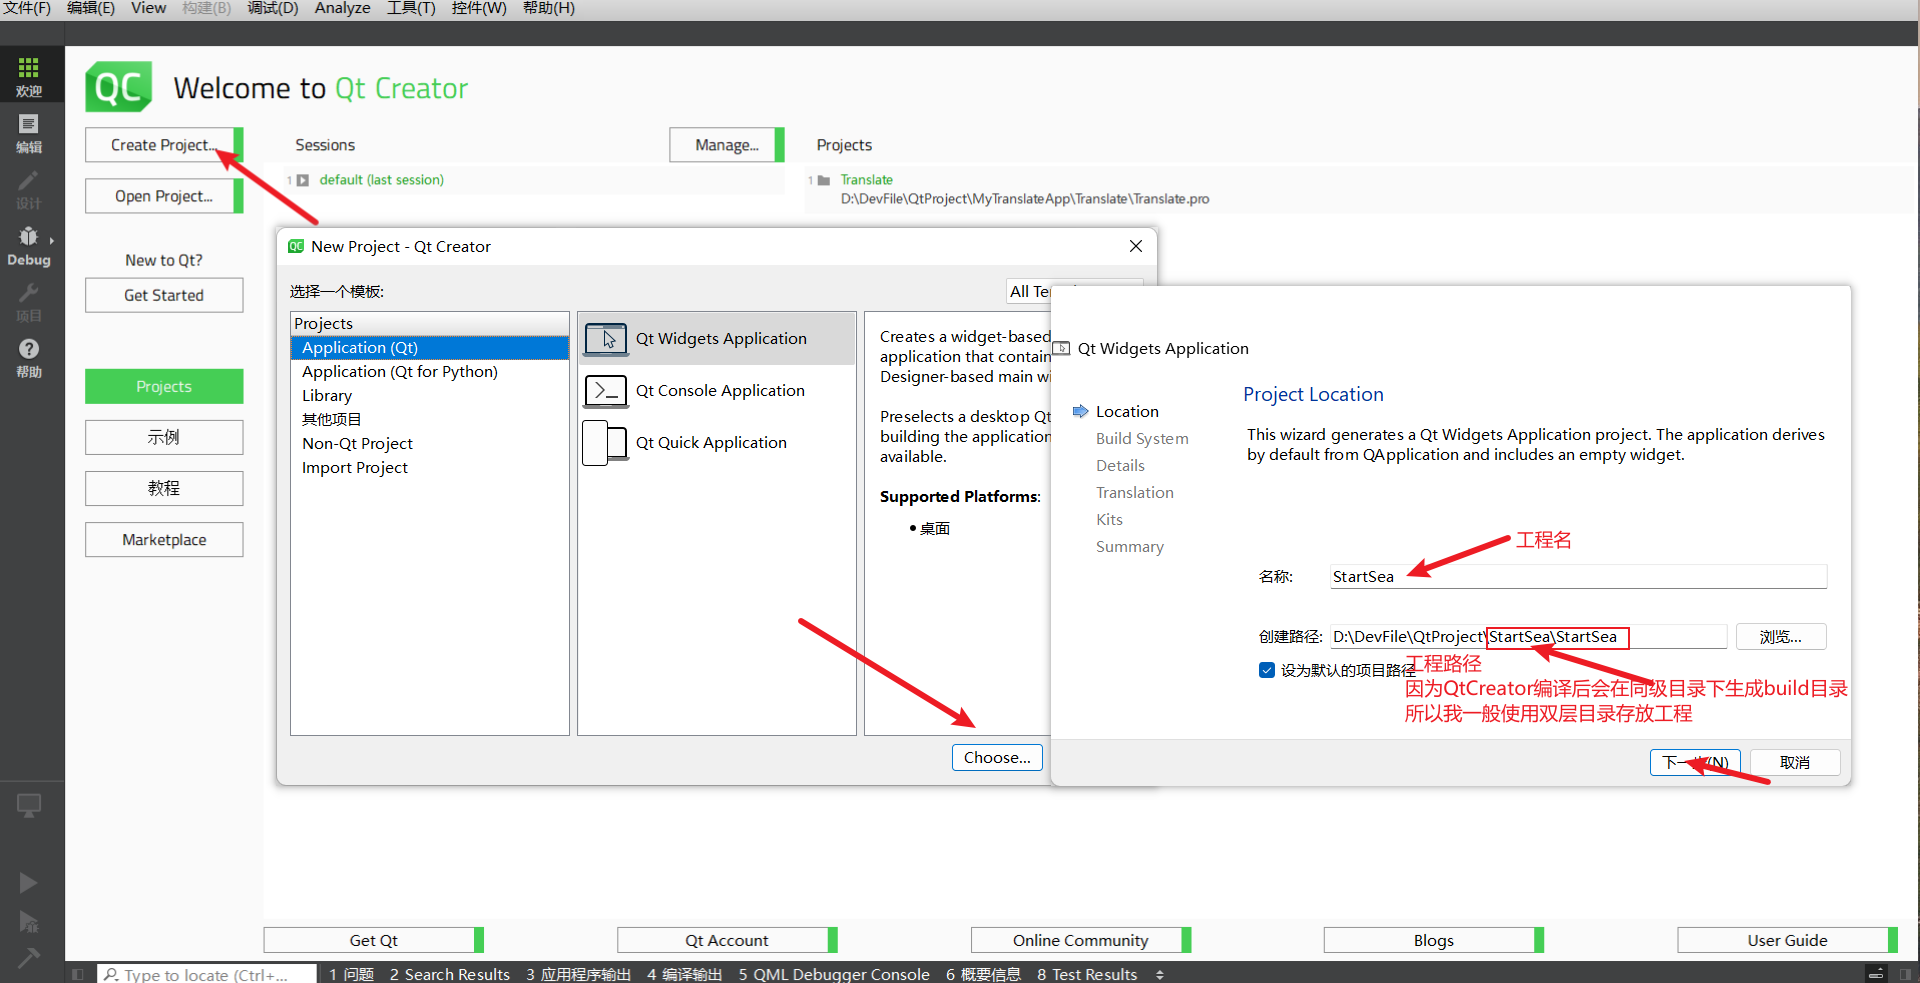 文件(F) 编辑(E) View 构建(B) 调试(D) Analyze 工具(T) 控件(W) 帮助(H)
欢迎
编辑
设计
Debug
项目
帮助
QC Welcome to Qt Creator
Create Project...
Open Project...
New to Qt?
Get Started
Projects
示例
教程
Marketplace
Sessions
Manage...
1 default (last session)
Projects
1 Translate
D:\DevFile\QtProject\MyTranslateApp\Translate\Translate.pro
QC New Project - Qt Creator
选择一个模板:
All Te
Projects
Application (Qt)
Application (Qt for Python)
Library
其他项目
Non-Qt Project
Import Project
Qt Widgets Application
Qt Console Application
Qt Quick Application
Creates a widget-based
application that contain
Designer-based main wi
Preselects a desktop Qt
building the application
available.
Supported Platforms:
• 桌面
Choose...
Qt Widgets Application
Location
Build System
Details
Translation
Kits
Summary
Project Location
This wizard generates a Qt Widgets Application project. The application derives
by default from QApplication and includes an empty widget.
工程名
名称: StartSea
创建路径: D:\DevFile\QtProject\StartSea\StartSea 浏览...
设为默认的项目路径
工程路径
因为QtCreator编译后会在同级目录下生成build目录
所以我一般使用双层目录存放工程
下一步(N) 取消
Get Qt
Qt Account
Online Community
Blogs
User Guide
Type to locate (Ctrl+...
1 问题 2 Search Results 3 应用程序输出 4 编译输出 5 QML Debugger Console 6 概要信息 8 Test Results